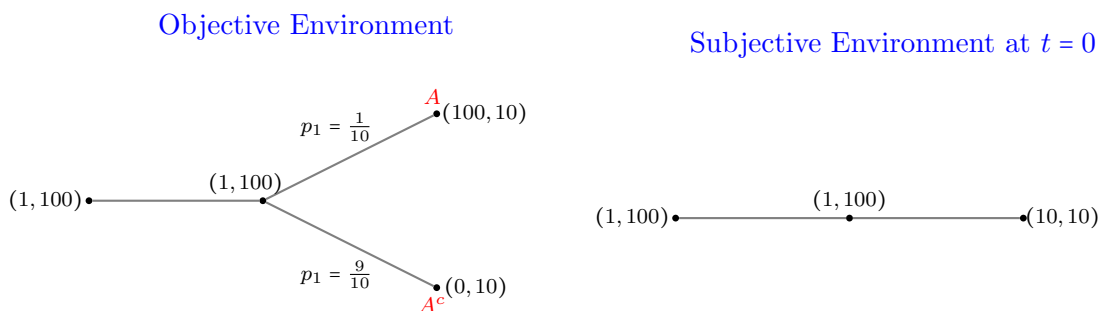 Objective Environment
Subjective Environment at t = 0
A
(100, 10)
p₁ = 1/10
(1, 100)
(1, 100)
p₁ = 9/10
(0, 10)
Aᶜ
(1, 100)
(1, 100)
(10, 10)